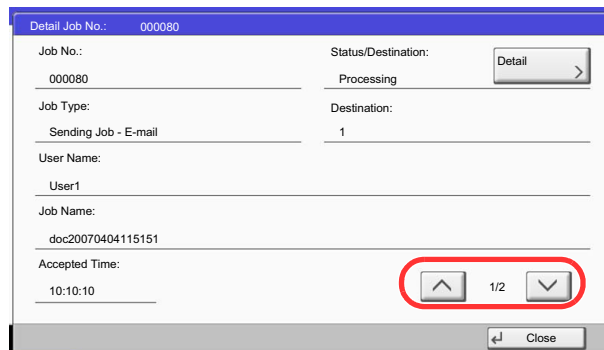 Detail Job No.: 000080
Job No.: Status/Destination:
000080 Processing Detail
Job Type: Destination:
Sending Job - E-mail 1
User Name:
User1
Job Name:
doc20070404115151
Accepted Time:
10:10:10 1/2
Close